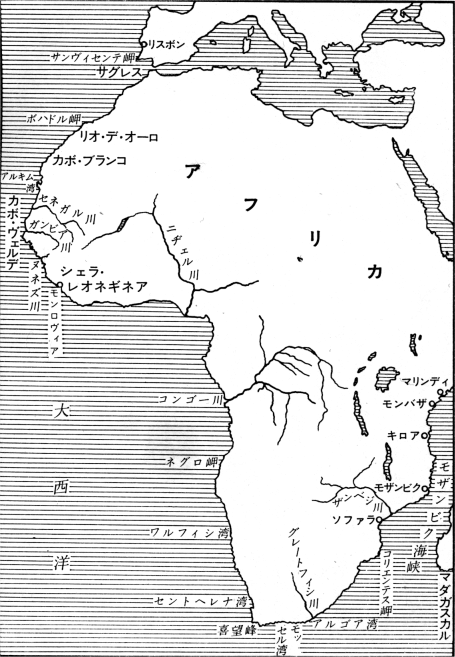 リスボン
サンヴィセンテ岬
サグレス
ボハドル岬
リオ・デ・オーロ
カボ・ブランコ
アルキム湾
セネガル川
カボ・ヴェルデ
ガンビア川
ヌネズ川
シェラ・
レオネギネア
モンロヴィア
ニヂェル川
アフリカ
コンゴー川
マリンディ
モンバザ
キロア
ネグロ岬
モザンビク
ザンベジ川
ソファラ
モザンビク海峡
大西洋
ワルフィシ湾
グレートフィシ川
コリエンテス岬
マダガスカル
セントヘレナ湾
喜望峰
モッセル湾
アルゴア湾